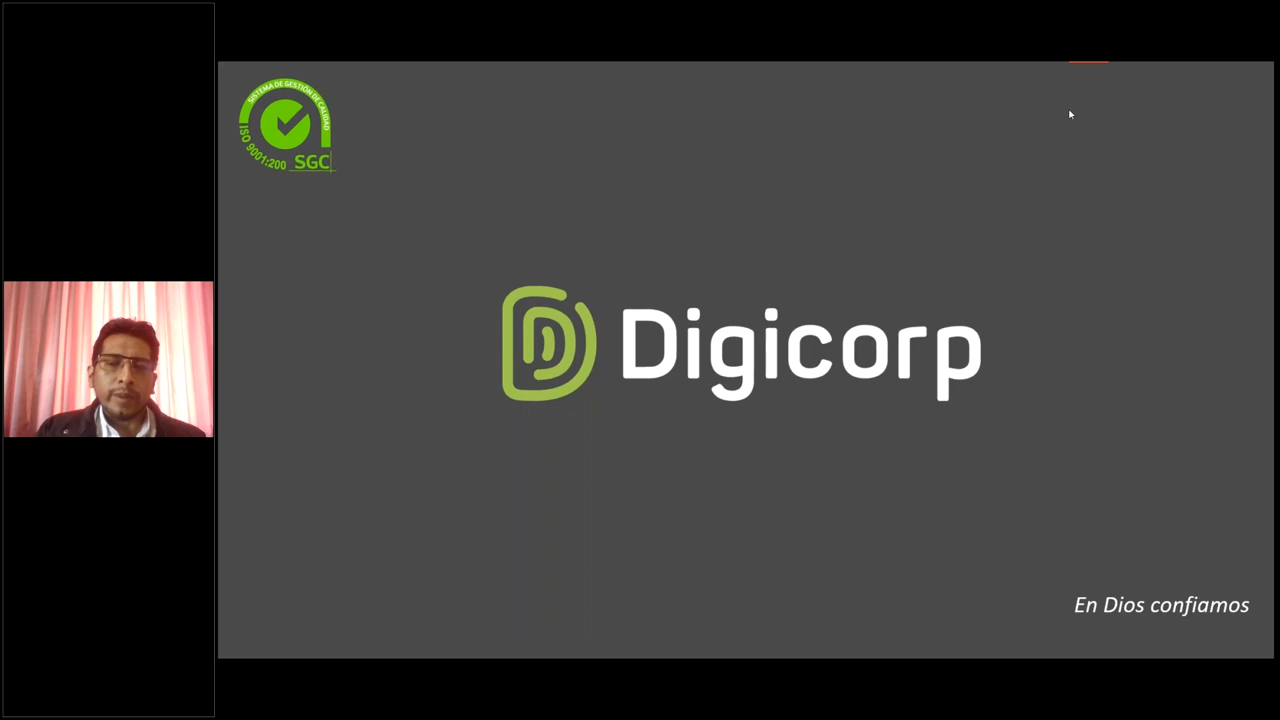 SISTEMA DE GESTIÓN DE CALIDAD
ISO 9001:200
SGC
Digicorp
En Dios confiamos